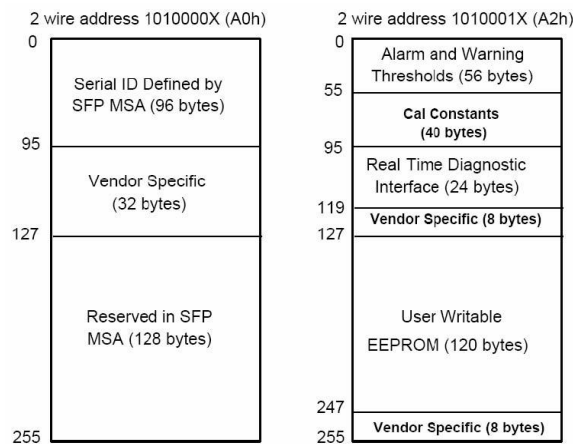 2 wire address 1010000X (A0h)
0
Serial ID Defined by
SFP MSA (96 bytes)
95
Vendor Specific
(32 bytes)
127
Reserved in SFP
MSA (128 bytes)
255
2 wire address 1010001X (A2h)
0
Alarm and Warning
Thresholds (56 bytes)
55
Cal Constants
(40 bytes)
95
Real Time Diagnostic
Interface (24 bytes)
119
Vendor Specific (8 bytes)
127
User Writable
EEPROM (120 bytes)
247
Vendor Specific (8 bytes)
255